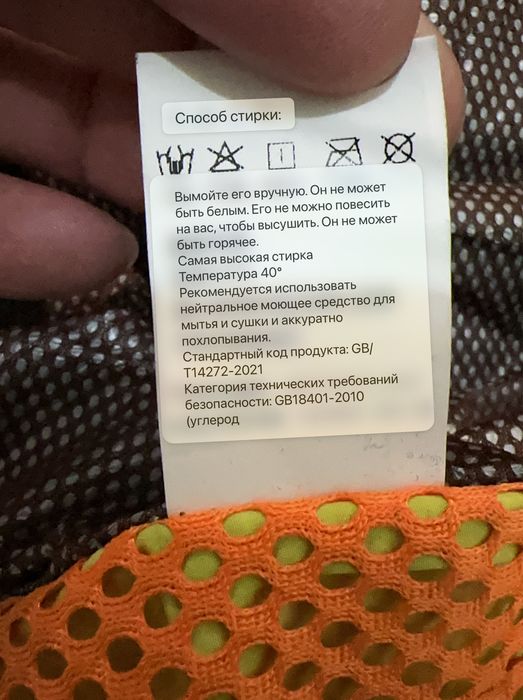 Способ стирки:
Вымойте его вручную. Он не может
быть белым. Его не можно повесить
на вас, чтобы высушить. Он не может
быть горячее.
Самая высокая стирка
Температура 40°
Рекомендуется использовать
нейтральное моющее средство для
мытья и сушки и аккуратно
похлопывания.
Стандартный код продукта: GB/
T14272-2021
Категория технических требований
безопасности: GB18401-2010
(углерод